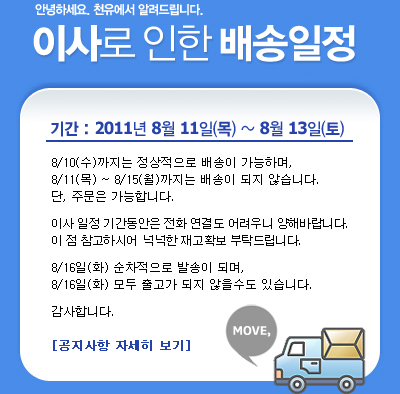 안녕하세요. 천유에서 알려드립니다.
이사로 인한 배송일정
기간 : 2011년 8월 11일(목) ~ 8월 13일(토)
8/10(수)까지는 정상적으로 배송이 가능하며,
8/11(목) ~ 8/15(월)까지는 배송이 되지 않습니다.
단, 주문은 가능합니다.
이사 일정 기간동안은 전화 연결도 어려우니 양해바랍니다.
이 점 참고하시어 넉넉한 재고확보 부탁드립니다.
8/16일(화) 순차적으로 발송이 되며,
8/16일(화) 모두 출고가 되지 않을수도 있습니다.
감사합니다.
MOVE,
[공지사항 자세히 보기]